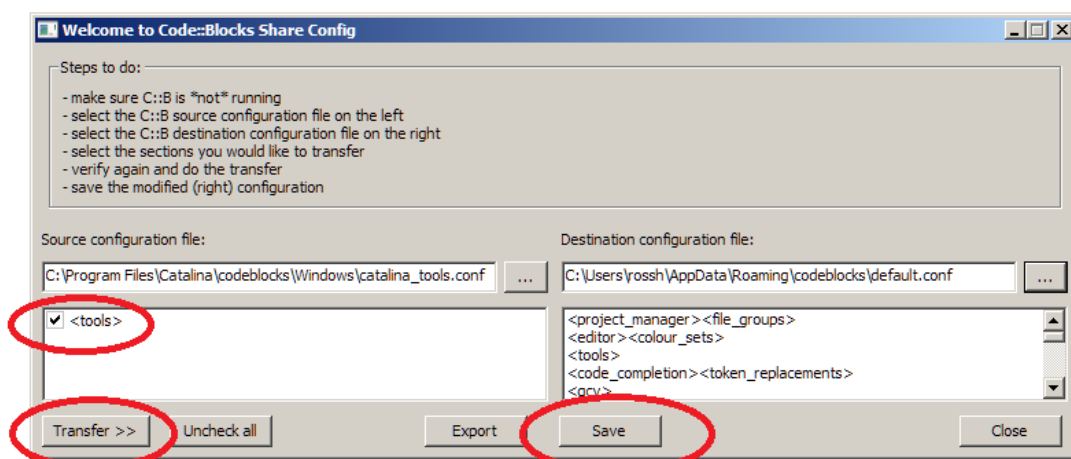 Welcome to Code::Blocks Share Config
Steps to do:
- make sure C::B is *not* running
- select the C::B source configuration file on the left
- select the C::B destination configuration file on the right
- select the sections you would like to transfer
- verify again and do the transfer
- save the modified (right) configuration
Source configuration file:
Destination configuration file:
C:\Program Files\Catalina\codeblocks\Windows\catalina_tools.conf
...
C:\Users\rossh\AppData\Roaming\codeblocks\default.conf
...
<tools>
<project_manager><file_groups>
<editor><colour_sets>
<tools>
<code_completion><token_replacements>
<gcv>
Transfer >>
Uncheck all
Export
Save
Close